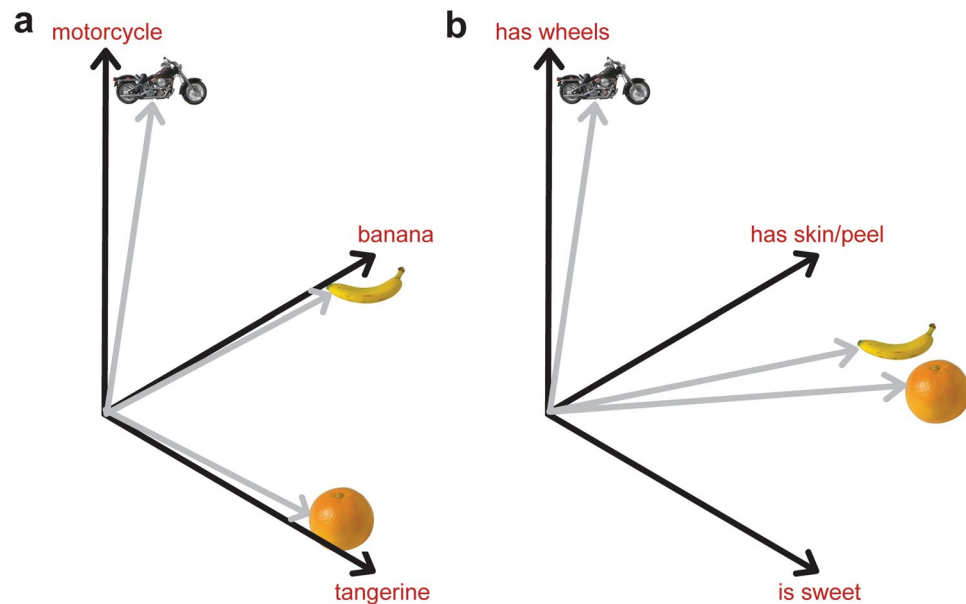 a
motorcycle
banana
tangerine
b
has wheels
has skin/peel
is sweet